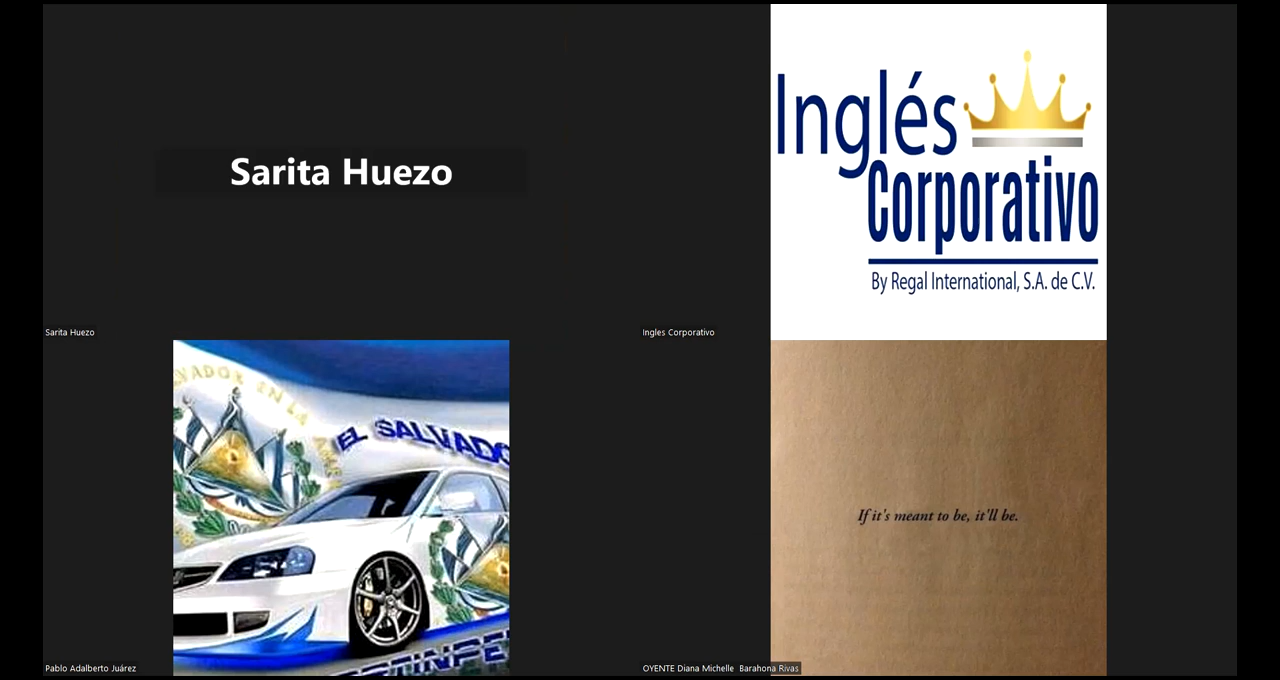 Sarita Huezo
Sarita Huezo
Inglés
Corporativo
By Regal International, S.A. de C.V.
Ingles Corporativo
EL SALVADO
Pablo Adalberto Juárez
If it's meant to be, it'll be.
OYENTE Diana Michelle Barahona Rivas